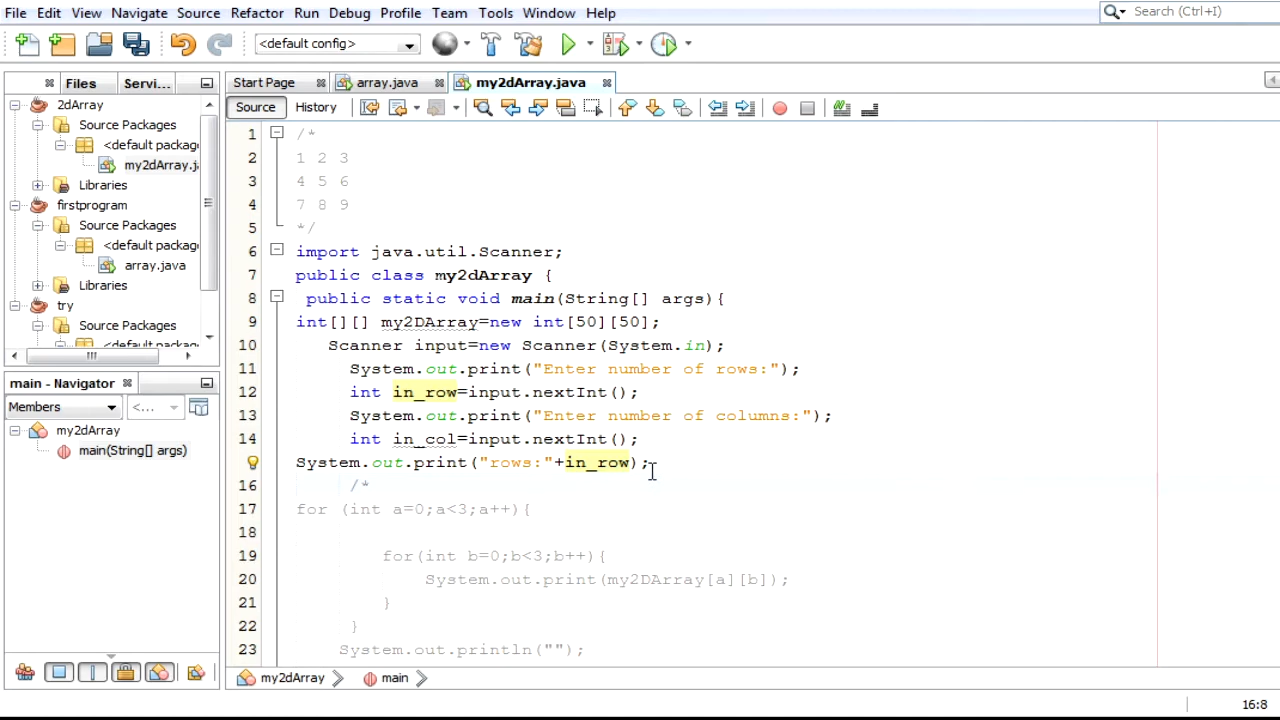 File Edit View Navigate Source Refactor Run Debug Profile Team Tools Window Help
Search (Ctrl+I)
<default config>
Files Servi...
Start Page array.java my2dArray.java
2dArray
Source Packages
<default packag
my2dArray.j
Libraries
firstprogram
Source Packages
<default packag
array.java
Libraries
try
Source Packages
<default packag
main - Navigator
Members <...
my2dArray
main(String[] args)
Source History
1 /*
2 1 2 3
3 4 5 6
4 7 8 9
5 */
6 import java.util.Scanner;
7 public class my2dArray {
8 public static void main(String[] args){
9 int[][] my2DArray=new int[50][50];
10 Scanner input=new Scanner(System.in);
11 System.out.print("Enter number of rows:");
12 int in_row=input.nextInt();
13 System.out.print("Enter number of columns:");
14 int in_col=input.nextInt();
System.out.print("rows:"+in_row);
16 /*
17 for (int a=0;a<3;a++){
18
19 for(int b=0;b<3;b++){
20 System.out.print(my2DArray[a][b]);
21 }
22 }
23 System.out.println("");
my2dArray main
16:8